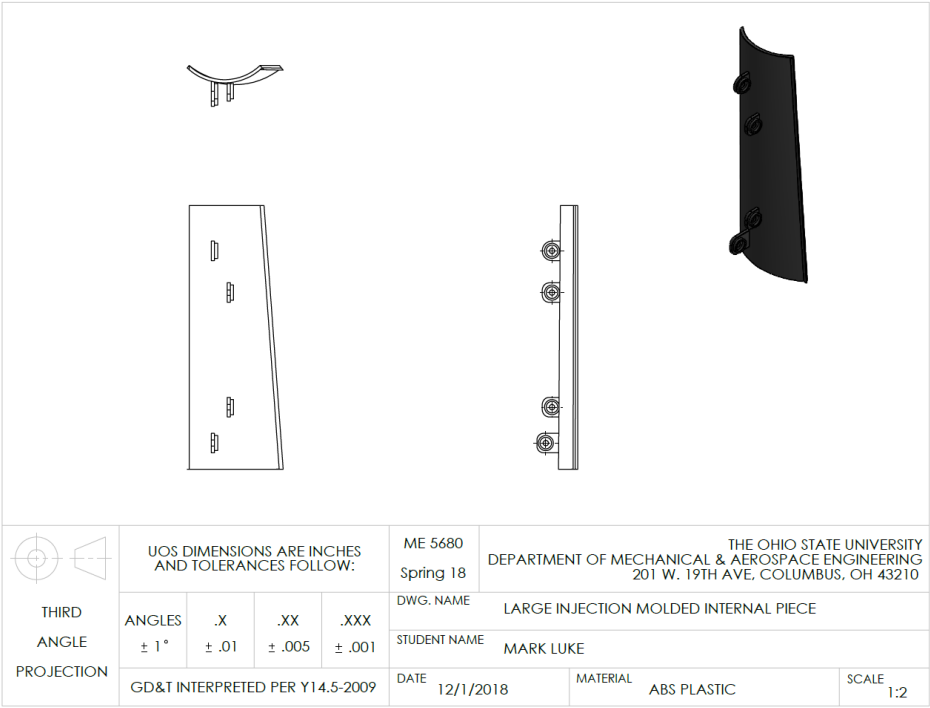 THIRD
ANGLE
PROJECTION
UOS DIMENSIONS ARE INCHES
AND TOLERANCES FOLLOW:
ANGLES
± 1°
.X
± .01
.XX
± .005
.XXX
± .001
GD&T INTERPRETED PER Y14.5-2009
ME 5680
Spring 18
THE OHIO STATE UNIVERSITY
DEPARTMENT OF MECHANICAL & AEROSPACE ENGINEERING
201 W. 19TH AVE, COLUMBUS, OH 43210
DWG. NAME
LARGE INJECTION MOLDED INTERNAL PIECE
STUDENT NAME
MARK LUKE
DATE
12/1/2018
MATERIAL
ABS PLASTIC
SCALE
1:2